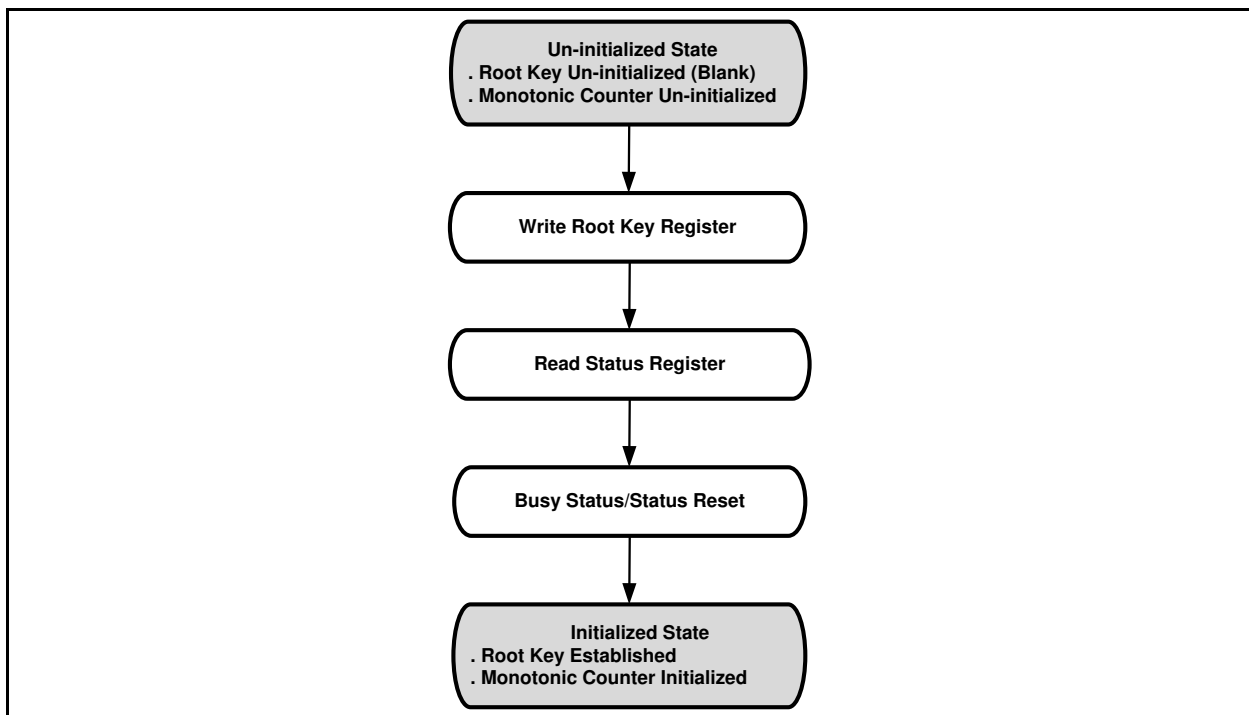 Un-initialized State
. Root Key Un-initialized (Blank)
. Monotonic Counter Un-initialized
Write Root Key Register
Read Status Register
Busy Status/Status Reset
Initialized State
. Root Key Established
. Monotonic Counter Initialized